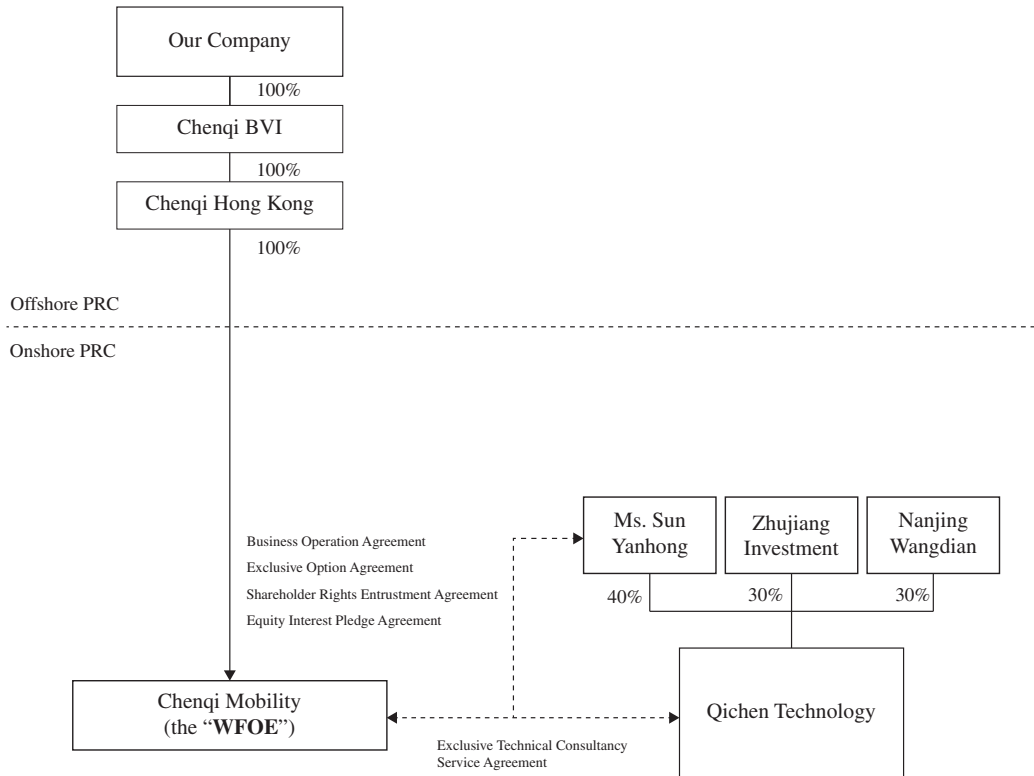 Our Company
100%
Chenqi BVI
100%
Chenqi Hong Kong
100%
Offshore PRC
Onshore PRC
Ms. Sun
Yanhong
Zhujiang
Investment
Nanjing
Wangdian
40%
30%
30%
Business Operation Agreement
Exclusive Option Agreement
Shareholder Rights Entrustment Agreement
Equity Interest Pledge Agreement
Chenqi Mobility
(the “WFOE”)
Qichen Technology
Exclusive Technical Consultancy
Service Agreement